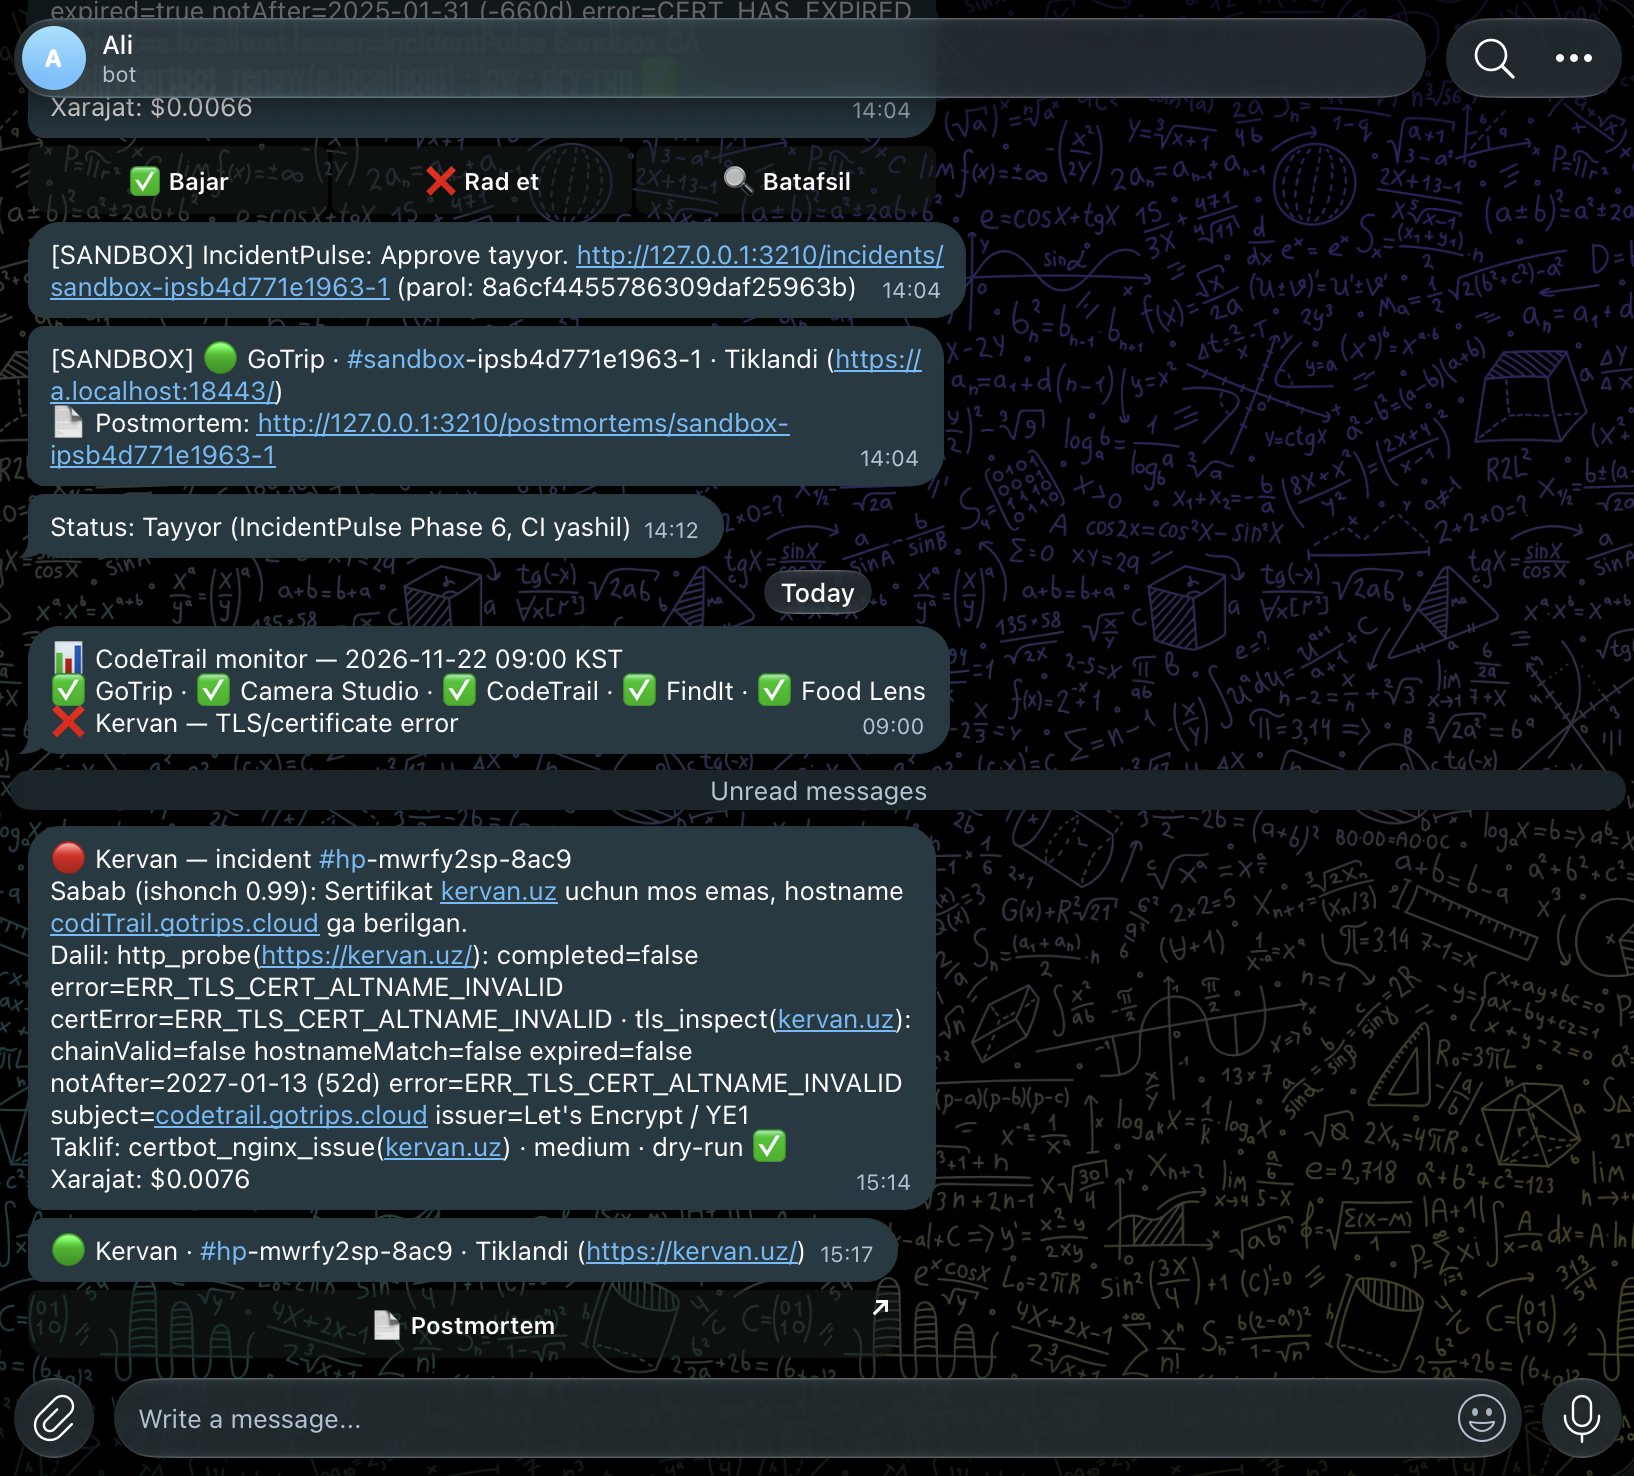 expired=true notAfter=2025-01-31 (-660d) error=CERT_HAS_EXPIRED
A
Ali
bot
Xarajat: $0.0066
14:04
✅ Bajar
❌ Rad et
🔍 Batafsil
[SANDBOX] IncidentPulse: Approve tayyor. http://127.0.0.1:3210/incidents/
sandbox-ipsb4d771e1963-1 (parol: 8a6cf4455786309daf25963b) 14:04
[SANDBOX] 🟢 GoTrip · #sandbox-ipsb4d771e1963-1 · Tiklandi (https://
a.localhost:18443/)
📄 Postmortem: http://127.0.0.1:3210/postmortems/sandbox-
ipsb4d771e1963-1 14:04
Status: Tayyor (IncidentPulse Phase 6, CI yashil) 14:12
Today
📊 CodeTrail monitor — 2026-11-22 09:00 KST
✅ GoTrip · ✅ Camera Studio · ✅ CodeTrail · ✅ FindIt · ✅ Food Lens
❌ Kervan — TLS/certificate error 09:00
Unread messages
🔴 Kervan — incident #hp-mwrfy2sp-8ac9
Sabab (ishonch 0.99): Sertifikat kervan.uz uchun mos emas, hostname
codiTrail.gotrips.cloud ga berilgan.
Dalil: http_probe(https://kervan.uz/): completed=false
error=ERR_TLS_CERT_ALTNAME_INVALID
certError=ERR_TLS_CERT_ALTNAME_INVALID · tls_inspect(kervan.uz):
chainValid=false hostnameMatch=false expired=false
notAfter=2027-01-13 (52d) error=ERR_TLS_CERT_ALTNAME_INVALID
subject=codetrail.gotrips.cloud issuer=Let's Encrypt / YE1
Taklif: certbot_nginx_issue(kervan.uz) · medium · dry-run ✅
Xarajat: $0.0076 15:14
🟢 Kervan · #hp-mwrfy2sp-8ac9 · Tiklandi (https://kervan.uz/) 15:17
📄 Postmortem
Write a message...